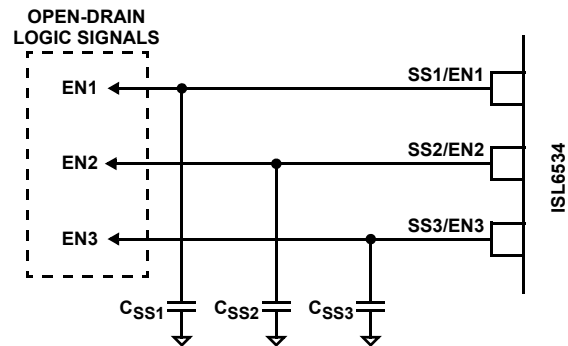 OPEN-DRAIN
LOGIC SIGNALS
EN1
SS1/EN1
EN2
SS2/EN2
EN3
SS3/EN3
ISL6534
CSS1
CSS2
CSS3